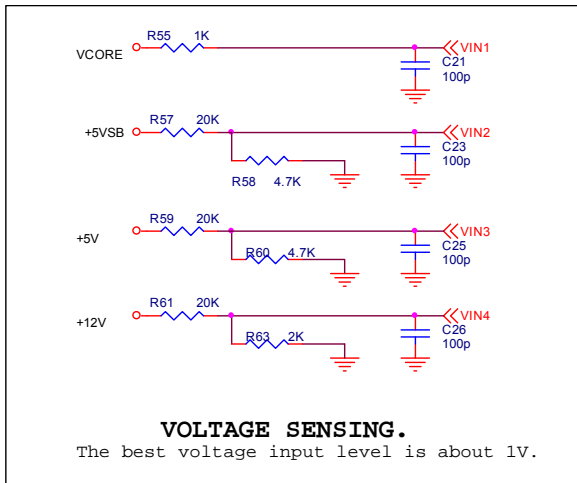 R55 1K
VCORE
VIN1
C21
100p
R57 20K
+5VSB
VIN2
C23
100p
R58 4.7K
R59 20K
+5V
VIN3
R60 4.7K
C25
100p
R61 20K
+12V
VIN4
R63 2K
C26
100p
VOLTAGE SENSING.
The best voltage input level is about 1V.